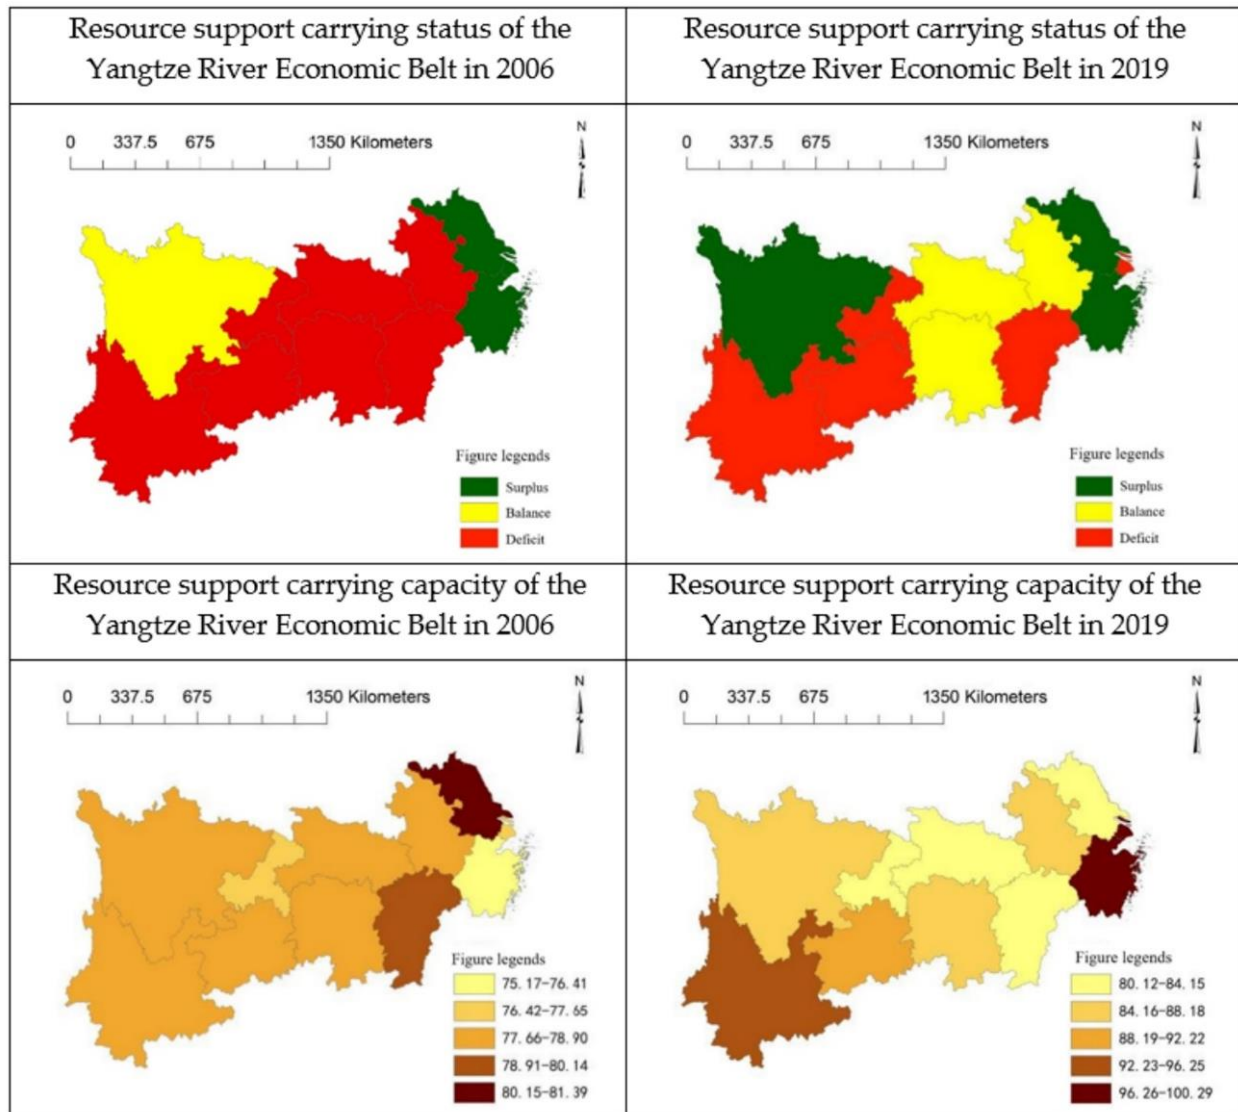 Resource support carrying status of the
Yangtze River Economic Belt in 2006
Resource support carrying status of the
Yangtze River Economic Belt in 2019
0 337.5 675 1350 Kilometers
N
Figure legends
Surplus
Balance
Deficit
0 337.5 675 1350 Kilometers
N
Figure legends
Surplus
Balance
Deficit
Resource support carrying capacity of the
Yangtze River Economic Belt in 2006
Resource support carrying capacity of the
Yangtze River Economic Belt in 2019
0 337.5 675 1350 Kilometers
N
Figure legends
75.17-76.41
76.42-77.65
77.66-78.90
78.91-80.14
80.15-81.39
0 337.5 675 1350 Kilometers
N
Figure legends
80.12-84.15
84.16-88.18
88.19-92.22
92.23-96.25
96.26-100.29